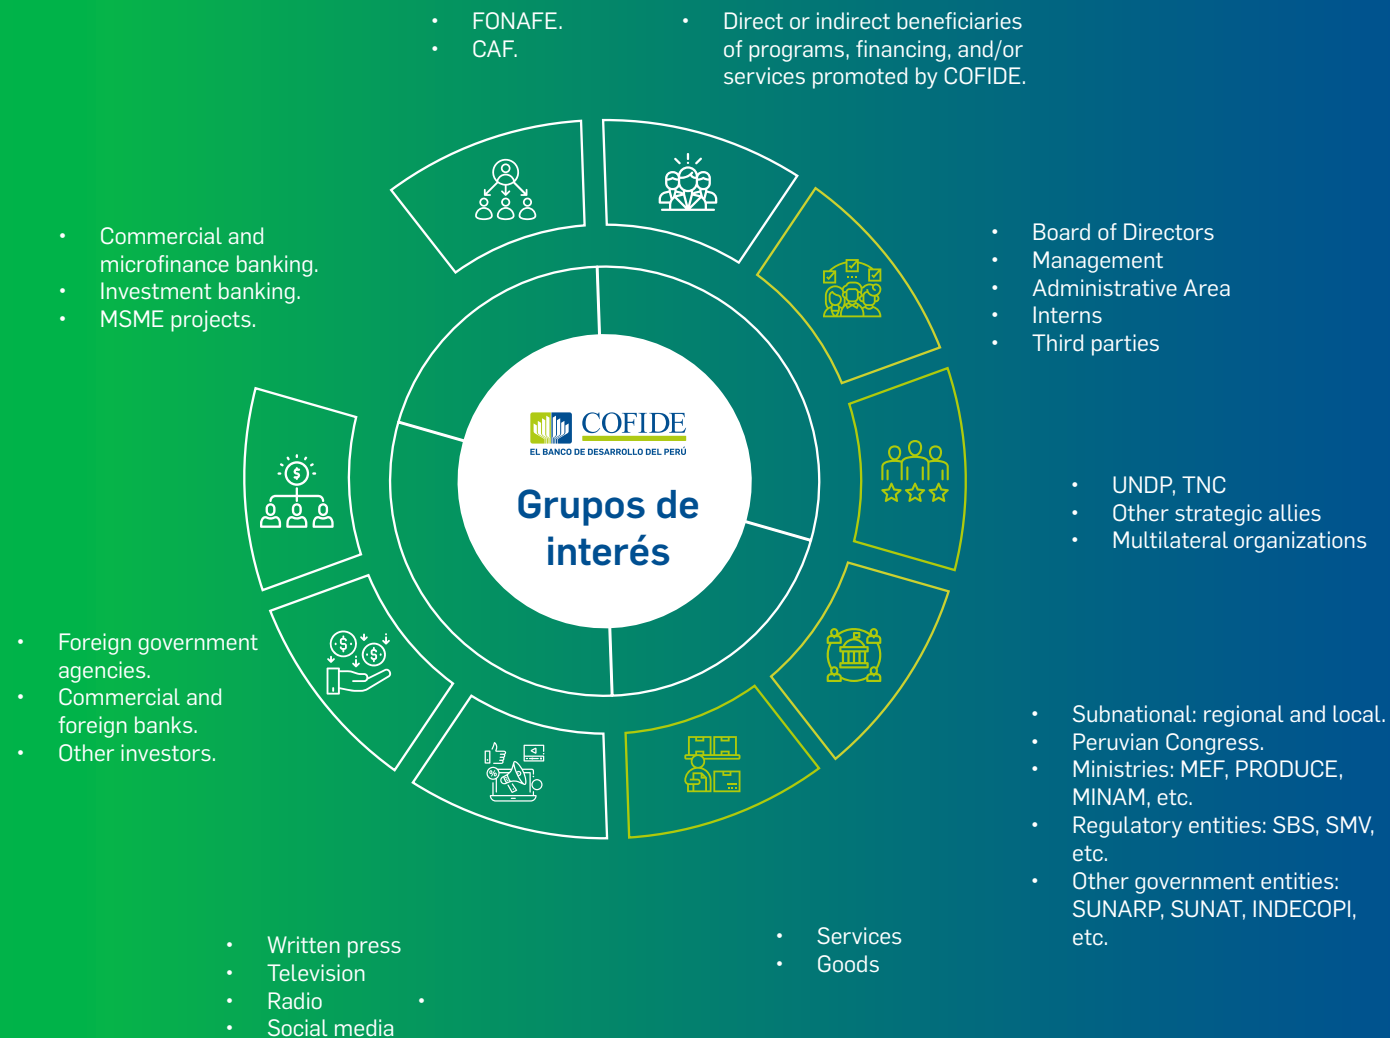 • FONAFE.
• CAF.
• Direct or indirect beneficiaries
of programs, financing, and/or
services promoted by COFIDE.
• Commercial and
microfinance banking.
• Investment banking.
• MSME projects.
• Board of Directors
• Management
• Administrative Area
• Interns
• Third parties
COFIDE
EL BANCO DE DESARROLLO DEL PERÚ
Grupos de
interés
• UNDP, TNC
• Other strategic allies
• Multilateral organizations
• Foreign government
agencies.
• Commercial and
foreign banks.
• Other investors.
• Subnational: regional and local.
• Peruvian Congress.
• Ministries: MEF, PRODUCE,
MINAM, etc.
• Regulatory entities: SBS, SMV,
etc.
• Other government entities:
SUNARP, SUNAT, INDECOPI,
etc.
• Written press
• Television
• Radio
•
• Social media
• Services
• Goods